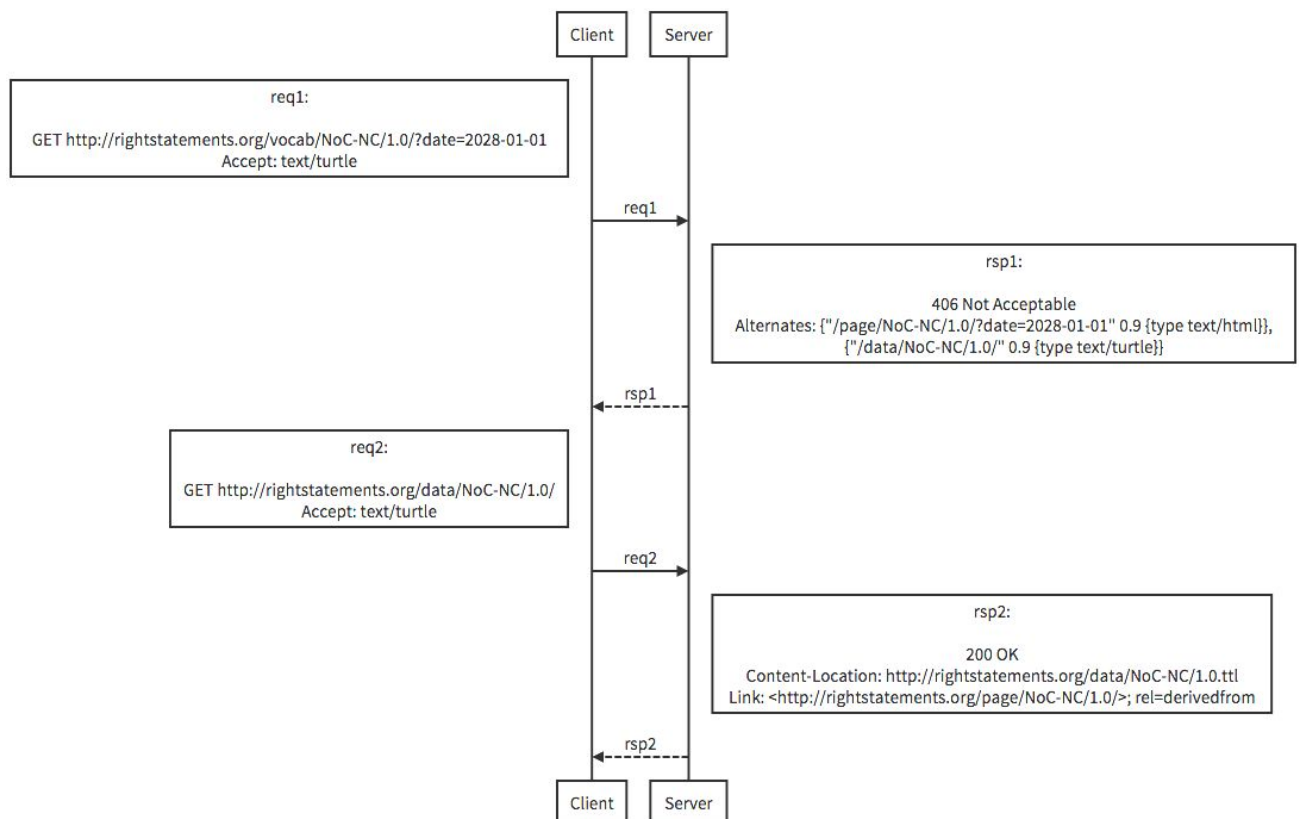 Client
Server
req1:
GET http://rightstatements.org/vocab/NoC-NC/1.0/?date=2028-01-01
Accept: text/turtle
req1
rsp1:
406 Not Acceptable
Alternates: {"/page/NoC-NC/1.0/?date=2028-01-01" 0.9 {type text/html}},
{"/data/NoC-NC/1.0/" 0.9 {type text/turtle}}
rsp1
req2:
GET http://rightstatements.org/data/NoC-NC/1.0/
Accept: text/turtle
req2
rsp2:
200 OK
Content-Location: http://rightstatements.org/data/NoC-NC/1.0.ttl
Link: <http://rightstatements.org/page/NoC-NC/1.0/>; rel=derivedfrom
rsp2
Client
Server